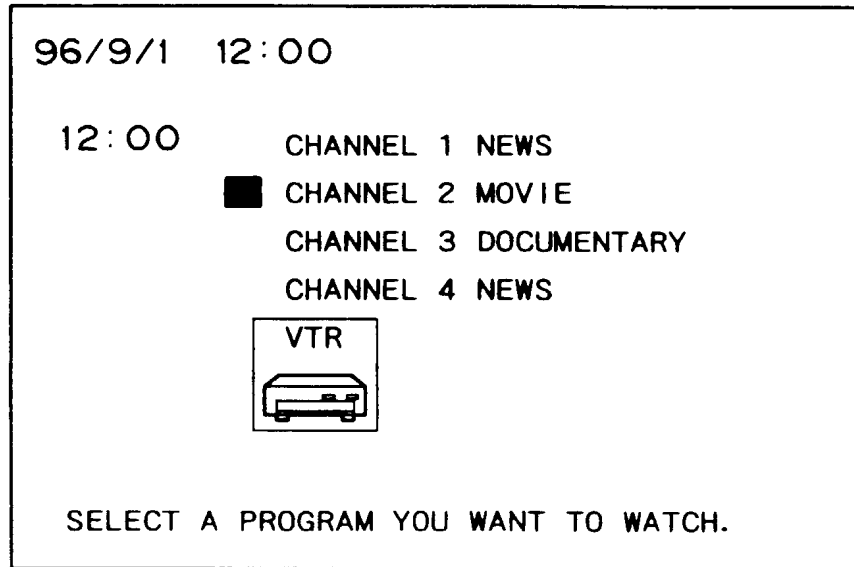 96/9/1 12:00
12:00 CHANNEL 1 NEWS
CHANNEL 2 MOVIE
CHANNEL 3 DOCUMENTARY
CHANNEL 4 NEWS
VTR
SELECT A PROGRAM YOU WANT TO WATCH.